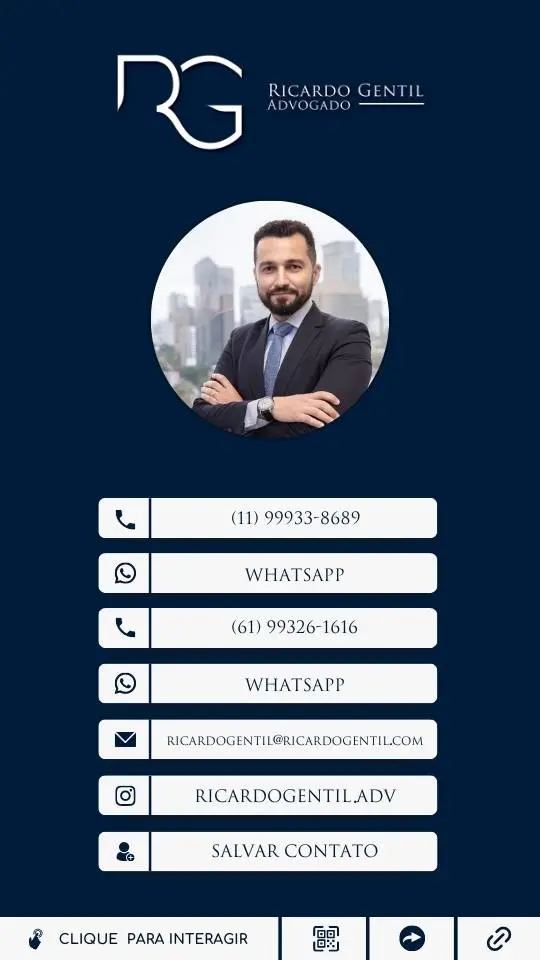 RG
RICARDO GENTIL
ADVOGADO
(11) 99933-8689
WHATSAPP
(61) 99326-1616
WHATSAPP
RICARDOGENTIL@RICARDOGENTIL.COM
RICARDOGENTIL.ADV
SALVAR CONTATO
CLIQUE PARA INTERAGIR